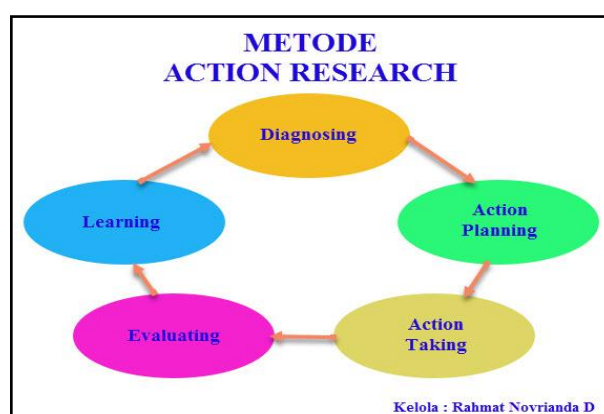 METODE
ACTION RESEARCH
Diagnosing
Action
Planning
Action
Taking
Evaluating
Learning
Kelola : Rahmat Novrianda D